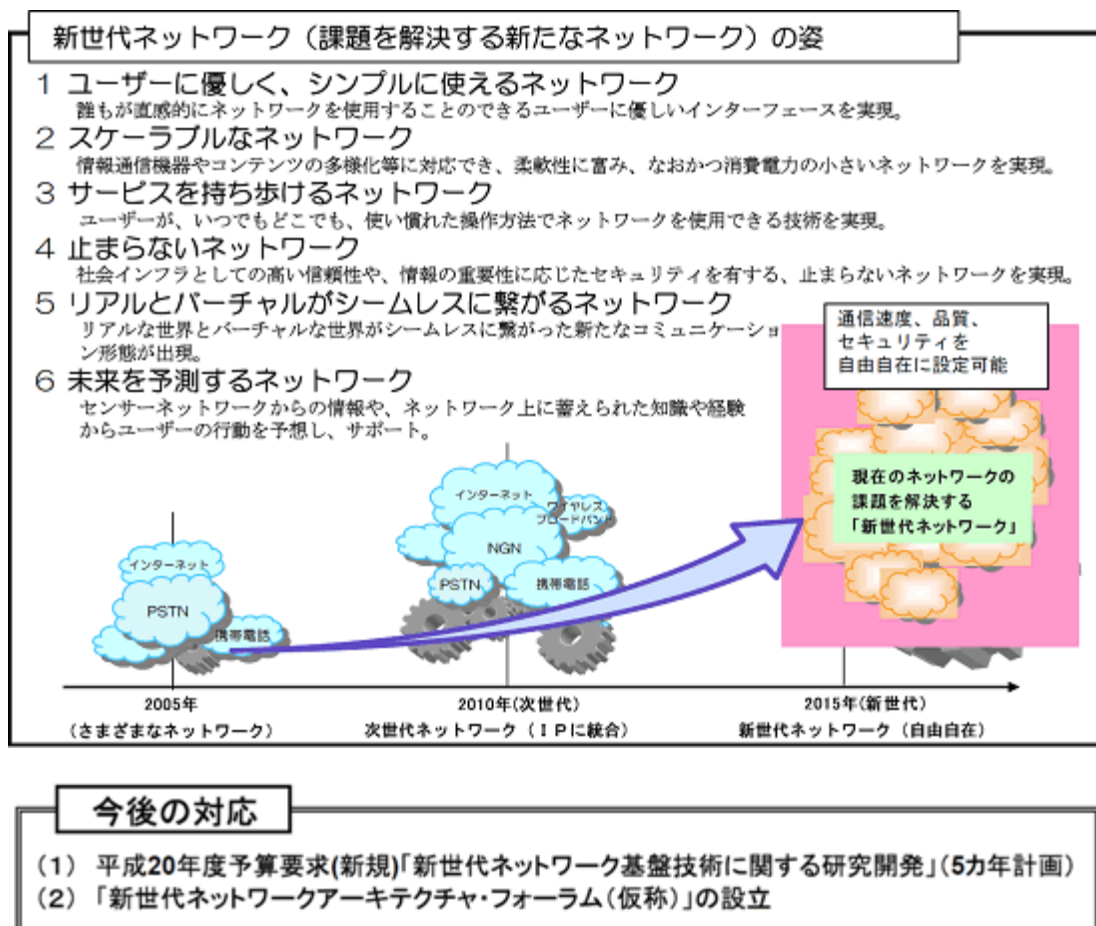 新世代ネットワーク（課題を解決する新たなネットワーク）の姿
1 ユーザーに優しく、シンプルに使えるネットワーク
誰もが直感的にネットワークを使用することのできるユーザーに優しいインターフェースを実現。
2 スケーラブルなネットワーク
情報通信機器やコンテンツの多様化等に対応でき、柔軟性に富み、なおかつ消費電力の小さいネットワークを実現。
3 サービスを持ち歩けるネットワーク
ユーザーが、いつでもどこでも、使い慣れた操作方法でネットワークを使用できる技術を実現。
4 止まらないネットワーク
社会インフラとしての高い信頼性や、情報の重要性に応じたセキュリティを有する、止まらないネットワークを実現。
5 リアルとバーチャルがシームレスに繋がるネットワーク
リアルな世界とバーチャルな世界がシームレスに繋がった新たなコミュニケーショ
ン形態が出現。
6 未来を予測するネットワーク
センサーネットワークからの情報や、ネットワーク上に蓄えられた知識や経験
からユーザーの行動を予想し、サポート。
通信速度、品質、
セキュリティを
自由自在に設定可能
現在のネットワークの
課題を解決する
「新世代ネットワーク」
インターネット
PSTN
携帯電話
インターネット
ワイヤレス
ブロードバンド
NGN
PSTN
携帯電話
2005年
(さまざまなネットワーク)
2010年(次世代)
次世代ネットワーク（ＩＰに統合）
2015年(新世代)
新世代ネットワーク（自由自在）
今後の対応
(1) 平成20年度予算要求(新規)「新世代ネットワーク基盤技術に関する研究開発」(5カ年計画)
(2) 「新世代ネットワークアーキテクチャ・フォーラム(仮称)」の設立